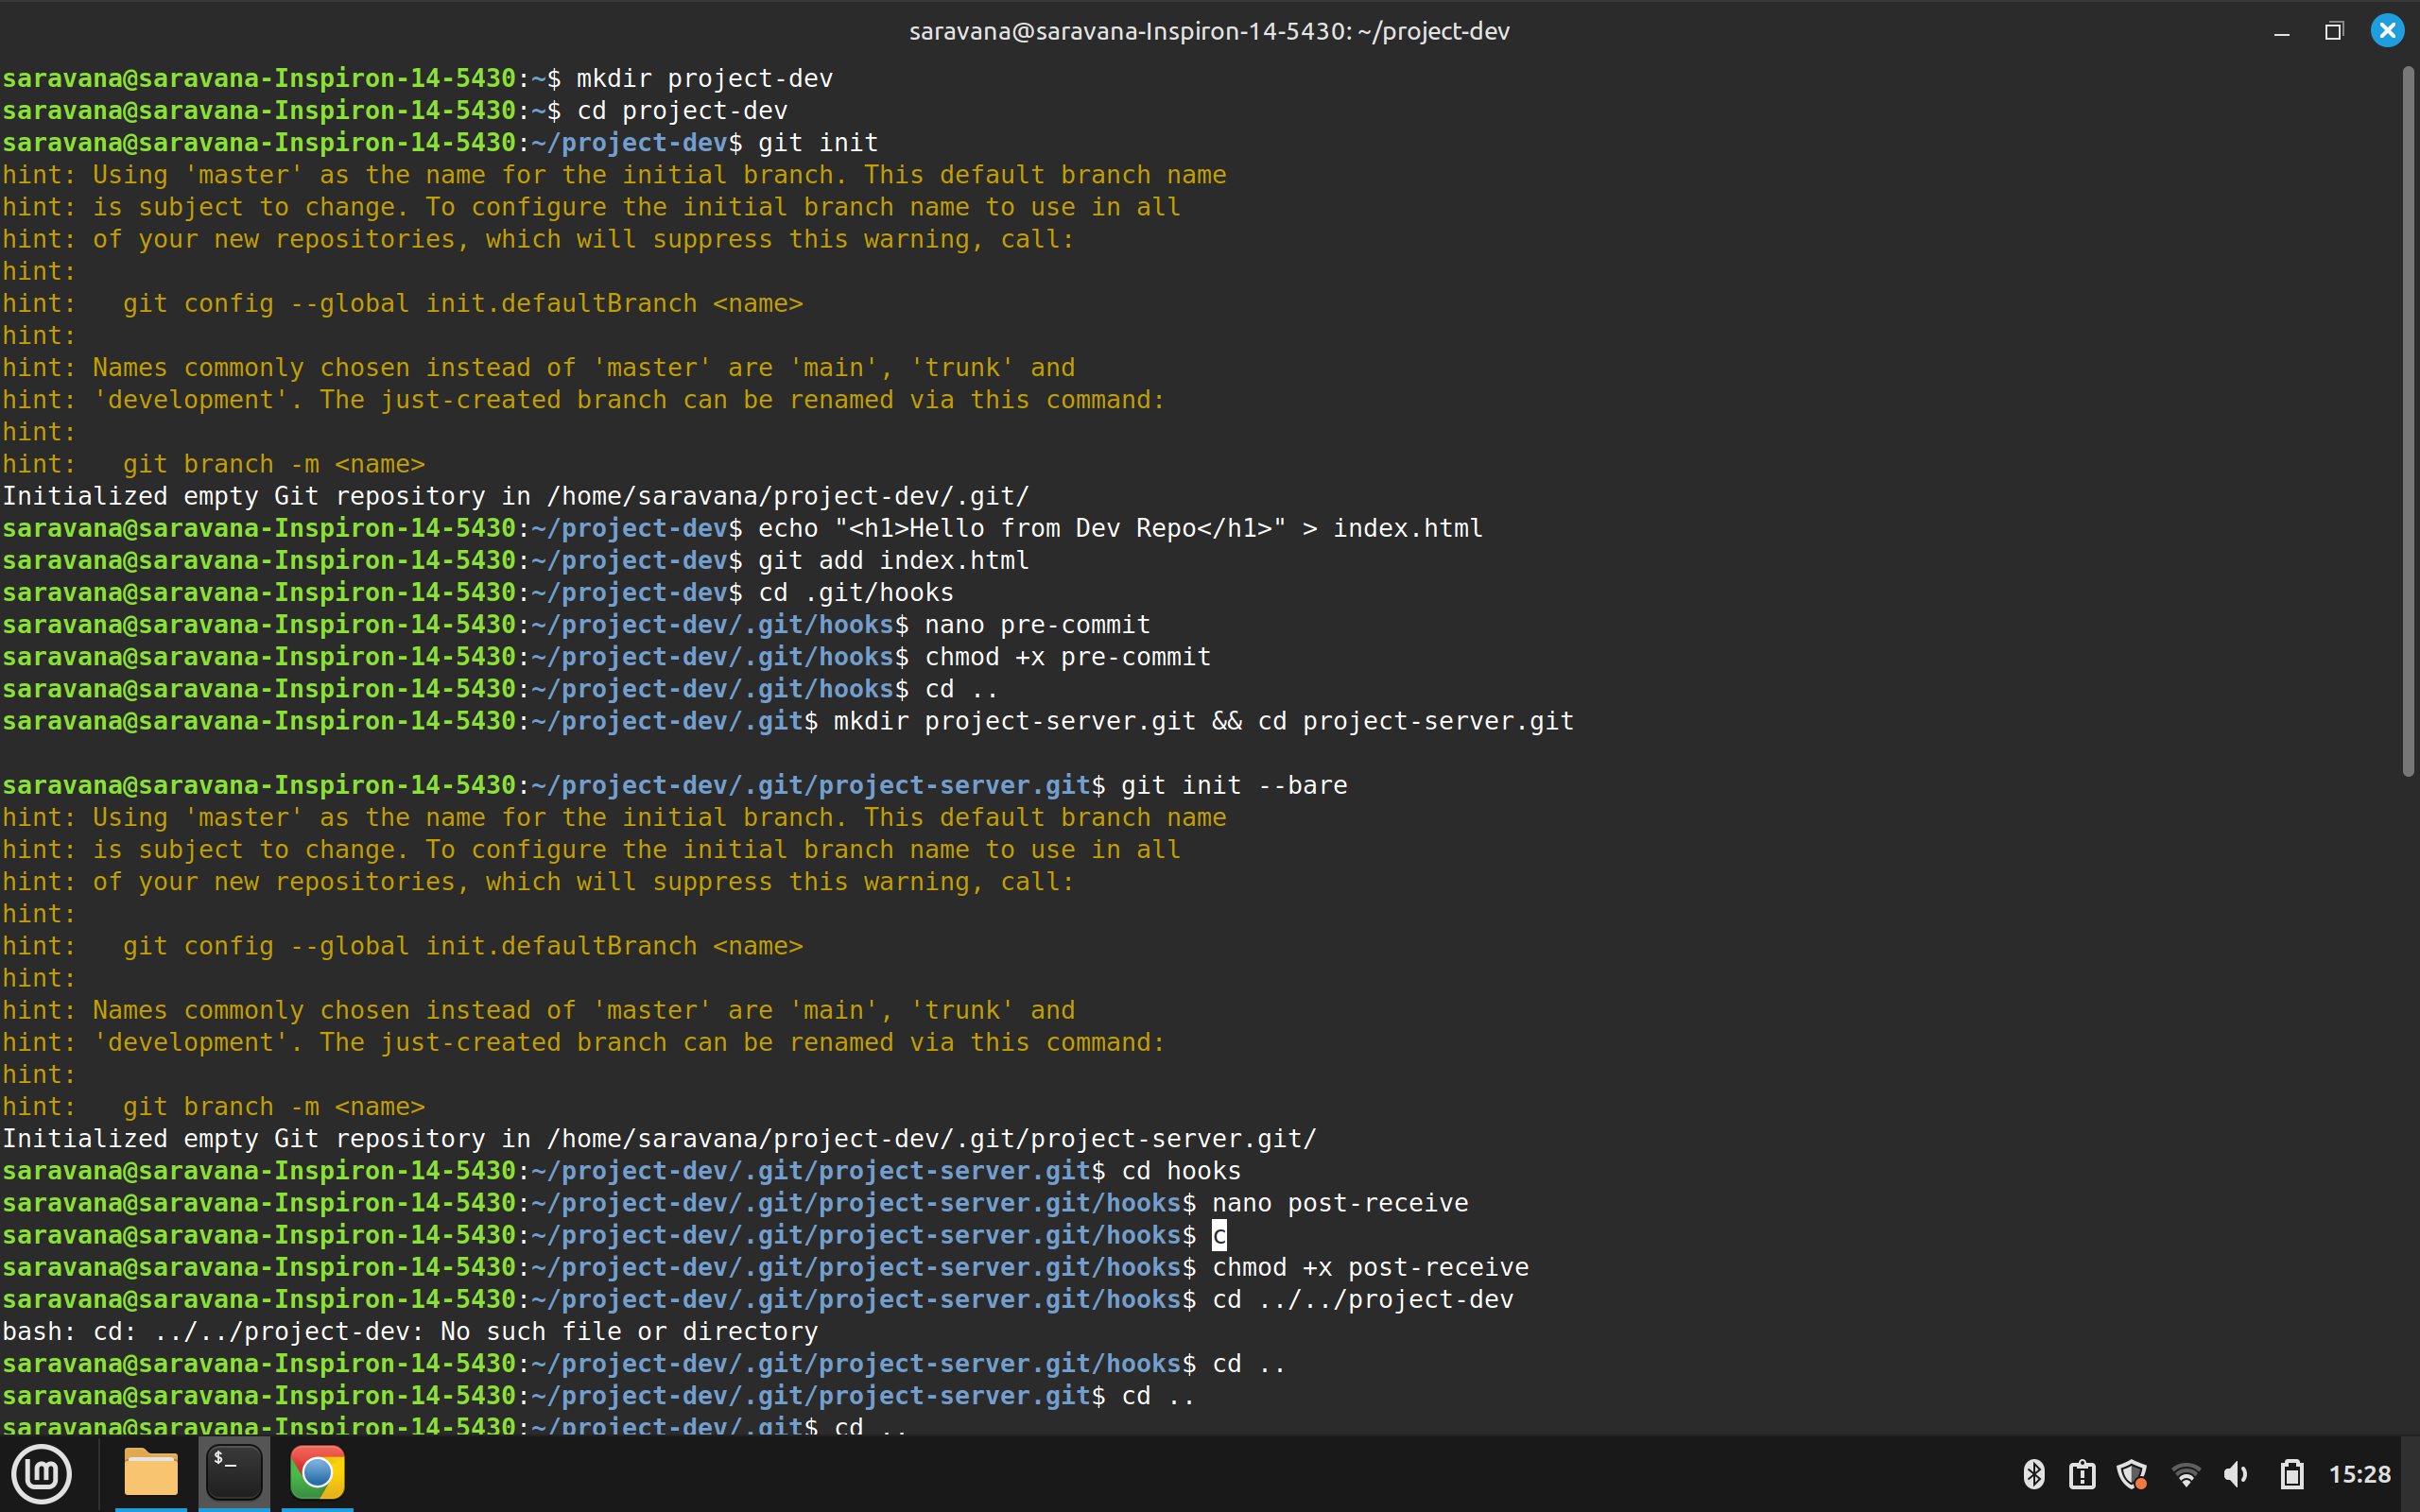 saravana@saravana-Inspiron-14-5430: ~/project-dev
saravana@saravana-Inspiron-14-5430:~$ mkdir project-dev
saravana@saravana-Inspiron-14-5430:~$ cd project-dev
saravana@saravana-Inspiron-14-5430:~/project-dev$ git init
hint: Using 'master' as the name for the initial branch. This default branch name
hint: is subject to change. To configure the initial branch name to use in all
hint: of your new repositories, which will suppress this warning, call:
hint:
hint:   git config --global init.defaultBranch <name>
hint:
hint: Names commonly chosen instead of 'master' are 'main', 'trunk' and
hint: 'development'. The just-created branch can be renamed via this command:
hint:
hint:   git branch -m <name>
Initialized empty Git repository in /home/saravana/project-dev/.git/
saravana@saravana-Inspiron-14-5430:~/project-dev$ echo "<h1>Hello from Dev Repo</h1>" > index.html
saravana@saravana-Inspiron-14-5430:~/project-dev$ git add index.html
saravana@saravana-Inspiron-14-5430:~/project-dev$ cd .git/hooks
saravana@saravana-Inspiron-14-5430:~/project-dev/.git/hooks$ nano pre-commit
saravana@saravana-Inspiron-14-5430:~/project-dev/.git/hooks$ chmod +x pre-commit
saravana@saravana-Inspiron-14-5430:~/project-dev/.git/hooks$ cd ..
saravana@saravana-Inspiron-14-5430:~/project-dev/.git$ mkdir project-server.git && cd project-server.git
saravana@saravana-Inspiron-14-5430:~/project-dev/.git/project-server.git$ git init --bare
hint: Using 'master' as the name for the initial branch. This default branch name
hint: is subject to change. To configure the initial branch name to use in all
hint: of your new repositories, which will suppress this warning, call:
hint:
hint:   git config --global init.defaultBranch <name>
hint:
hint: Names commonly chosen instead of 'master' are 'main', 'trunk' and
hint: 'development'. The just-created branch can be renamed via this command:
hint:
hint:   git branch -m <name>
Initialized empty Git repository in /home/saravana/project-dev/.git/project-server.git/
saravana@saravana-Inspiron-14-5430:~/project-dev/.git/project-server.git$ cd hooks
saravana@saravana-Inspiron-14-5430:~/project-dev/.git/project-server.git/hooks$ nano post-receive
saravana@saravana-Inspiron-14-5430:~/project-dev/.git/project-server.git/hooks$ c
saravana@saravana-Inspiron-14-5430:~/project-dev/.git/project-server.git/hooks$ chmod +x post-receive
saravana@saravana-Inspiron-14-5430:~/project-dev/.git/project-server.git/hooks$ cd ../../project-dev
bash: cd: ../../project-dev: No such file or directory
saravana@saravana-Inspiron-14-5430:~/project-dev/.git/project-server.git/hooks$ cd ..
saravana@saravana-Inspiron-14-5430:~/project-dev/.git/project-server.git$ cd ..
saravana@saravana-Inspiron-14-5430:~/project-dev/.git$ cd ..
$_
15:28